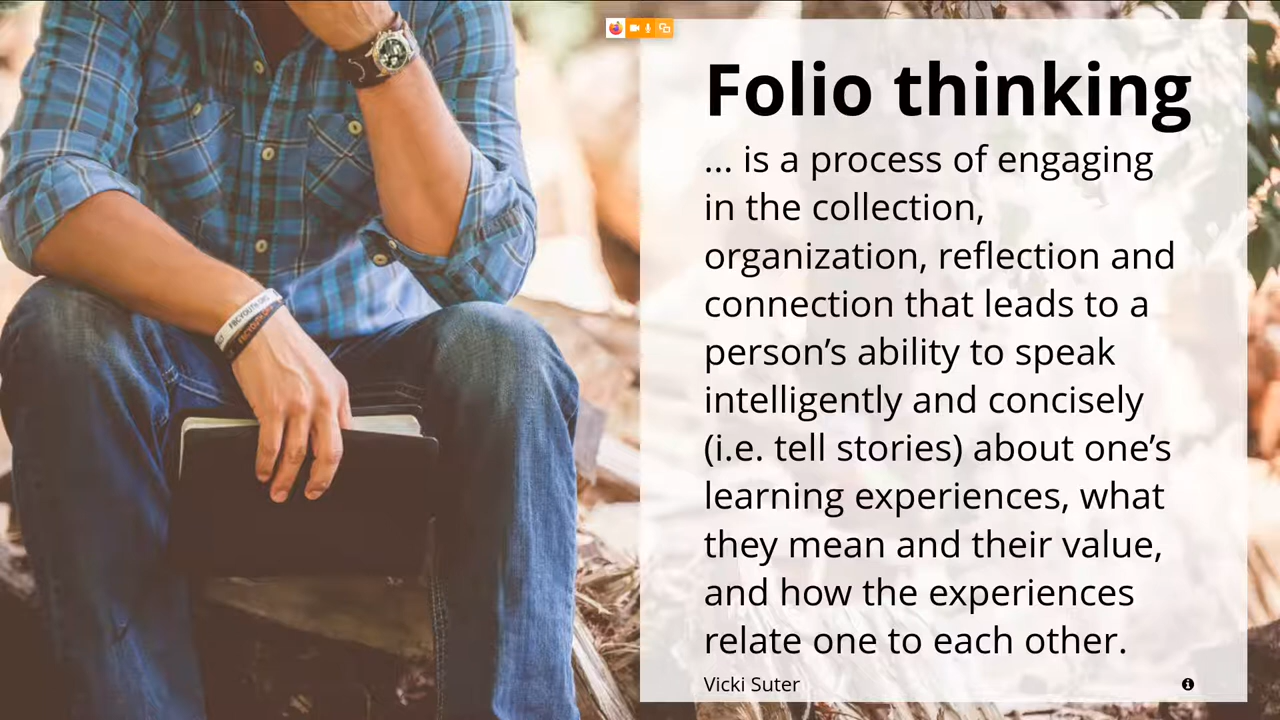 Folio thinking
... is a process of engaging
in the collection,
organization, reflection and
connection that leads to a
person’s ability to speak
intelligently and concisely
(i.e. tell stories) about one’s
learning experiences, what
they mean and their value,
and how the experiences
relate one to each other.
Vicki Suter
FBCYOUTH.ORG